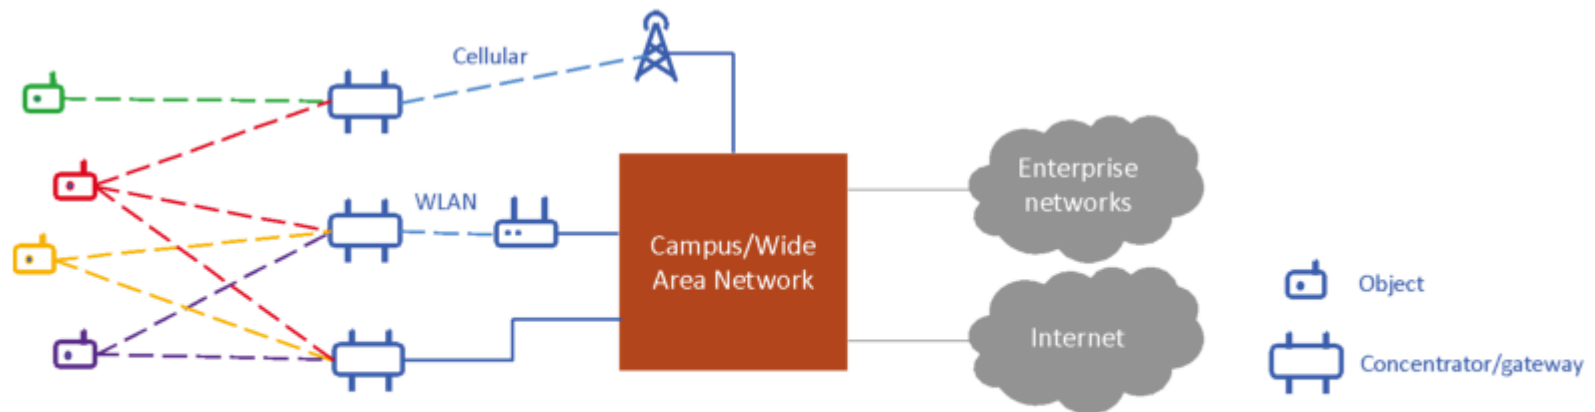 Cellular
WLAN
Campus/Wide
Area Network
Enterprise
networks
Internet
Object
Concentrator/gateway